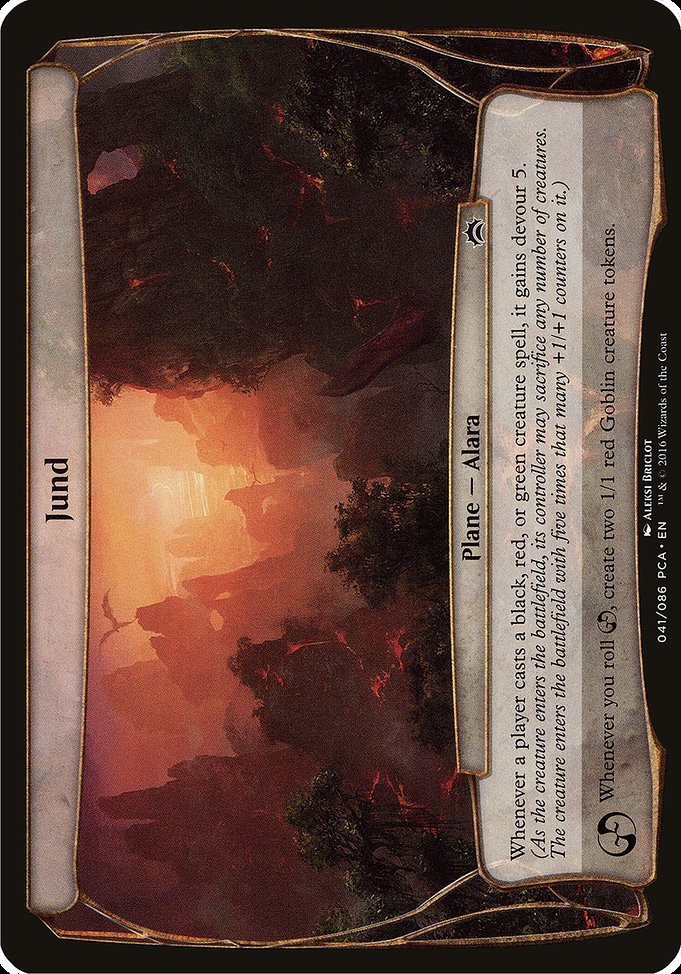 Jund
Plane — Alara
Whenever a player casts a black, red, or green creature spell, it gains devour 5.
(As the creature enters the battlefield, its controller may sacrifice any number of creatures.
The creature enters the battlefield with five times that many +1/+1 counters on it.)
Whenever you roll , create two 1/1 red Goblin creature tokens.
ALEKSI BRICLOT
041/086 PCA • EN ™ & © 2016 Wizards of the Coast